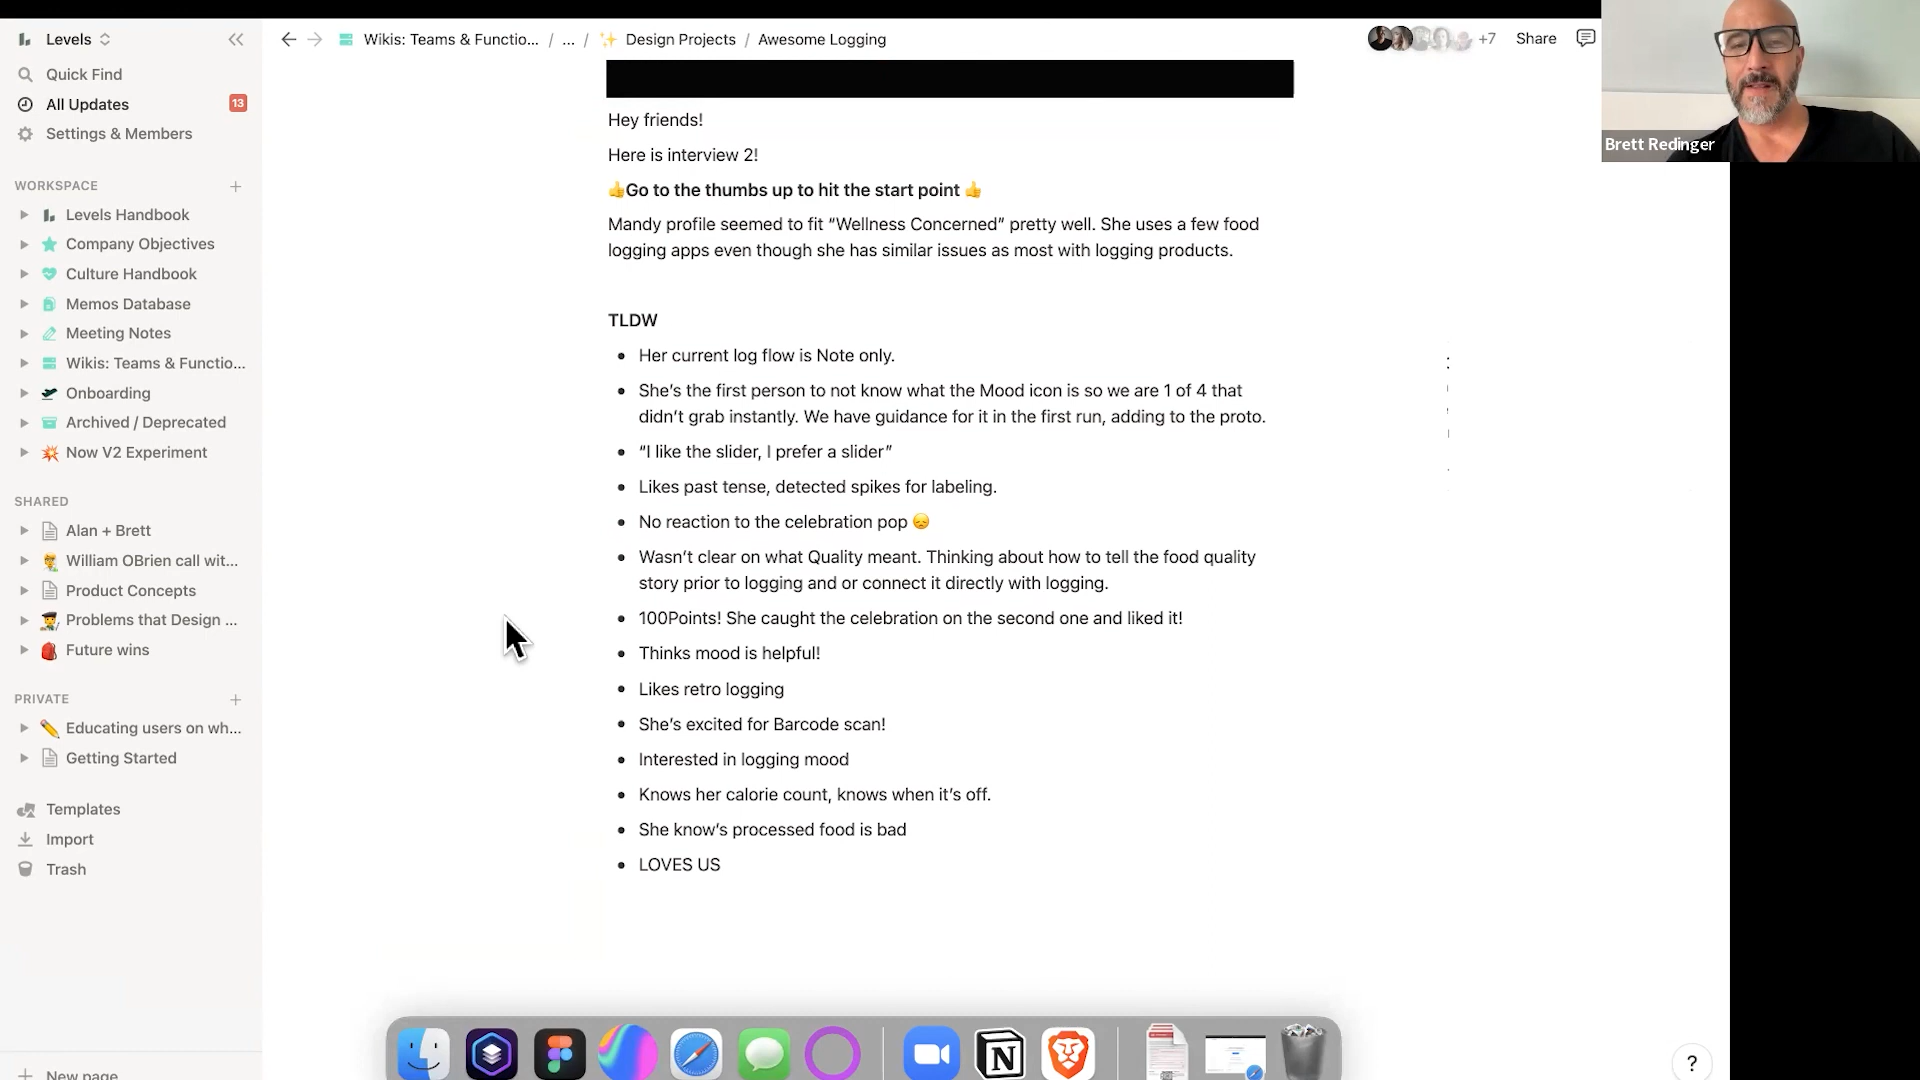 Levels
Quick Find
All Updates
13
Settings & Members
WORKSPACE
Levels Handbook
Company Objectives
Culture Handbook
Memos Database
Meeting Notes
Wikis: Teams & Functio...
Onboarding
Archived / Deprecated
Now V2 Experiment
SHARED
Alan + Brett
William OBrien call wit...
Product Concepts
Problems that Design ...
Future wins
PRIVATE
Educating users on wh...
Getting Started
Templates
Import
Trash
New page
Wikis: Teams & Functio... / ... / ✨ Design Projects / Awesome Logging
+7
Share
Brett Redinger
Hey friends!
Here is interview 2!
👍Go to the thumbs up to hit the start point 👍
Mandy profile seemed to fit “Wellness Concerned” pretty well. She uses a few food
logging apps even though she has similar issues as most with logging products.
TLDW
• Her current log flow is Note only.
• She’s the first person to not know what the Mood icon is so we are 1 of 4 that
didn’t grab instantly. We have guidance for it in the first run, adding to the proto.
• “I like the slider, I prefer a slider”
• Likes past tense, detected spikes for labeling.
• No reaction to the celebration pop 😞
• Wasn’t clear on what Quality meant. Thinking about how to tell the food quality
story prior to logging and or connect it directly with logging.
• 100Points! She caught the celebration on the second one and liked it!
• Thinks mood is helpful!
• Likes retro logging
• She’s excited for Barcode scan!
• Interested in logging mood
• Knows her calorie count, knows when it’s off.
• She know’s processed food is bad
• LOVES US
N
?